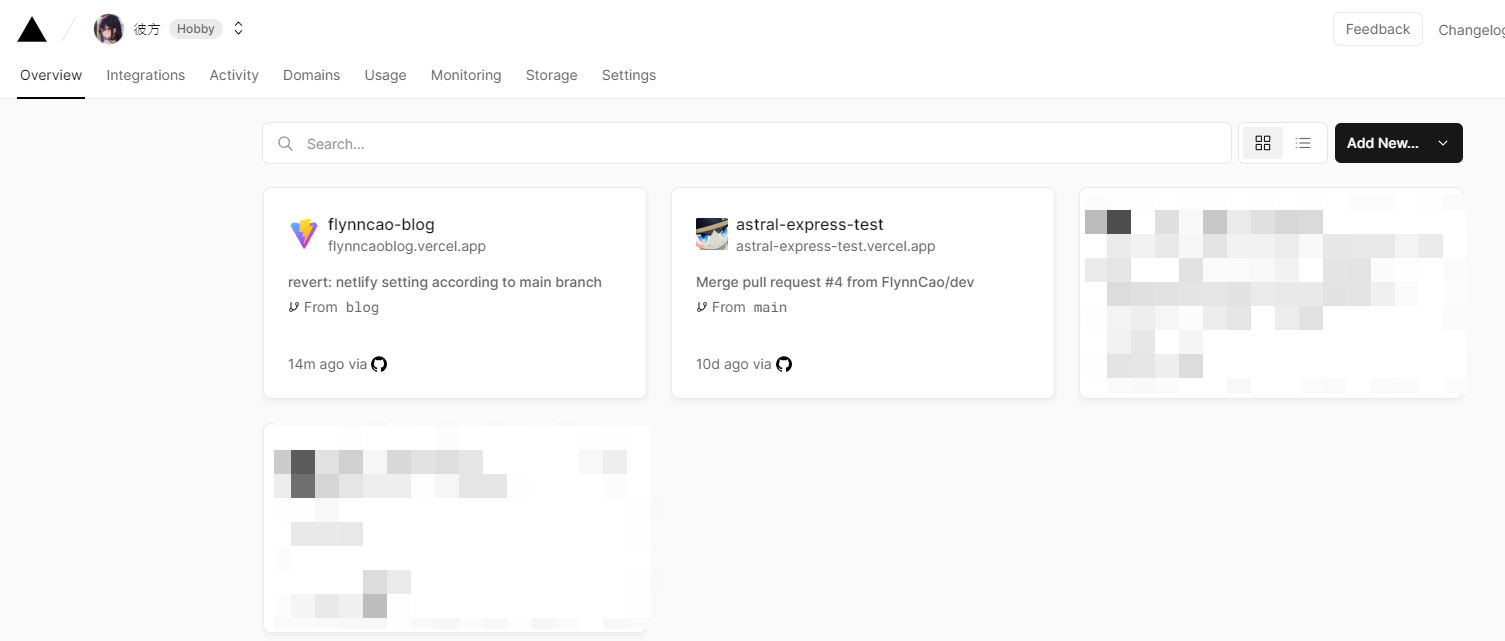 彼方 Hobby
Feedback
Changelog
Overview Integrations Activity Domains Usage Monitoring Storage Settings
Search...
Add New...
flynncao-blog
flynncaoblog.vercel.app
revert: netlify setting according to main branch
From blog
14m ago via
astral-express-test
astral-express-test.vercel.app
Merge pull request #4 from FlynnCao/dev
From main
10d ago via